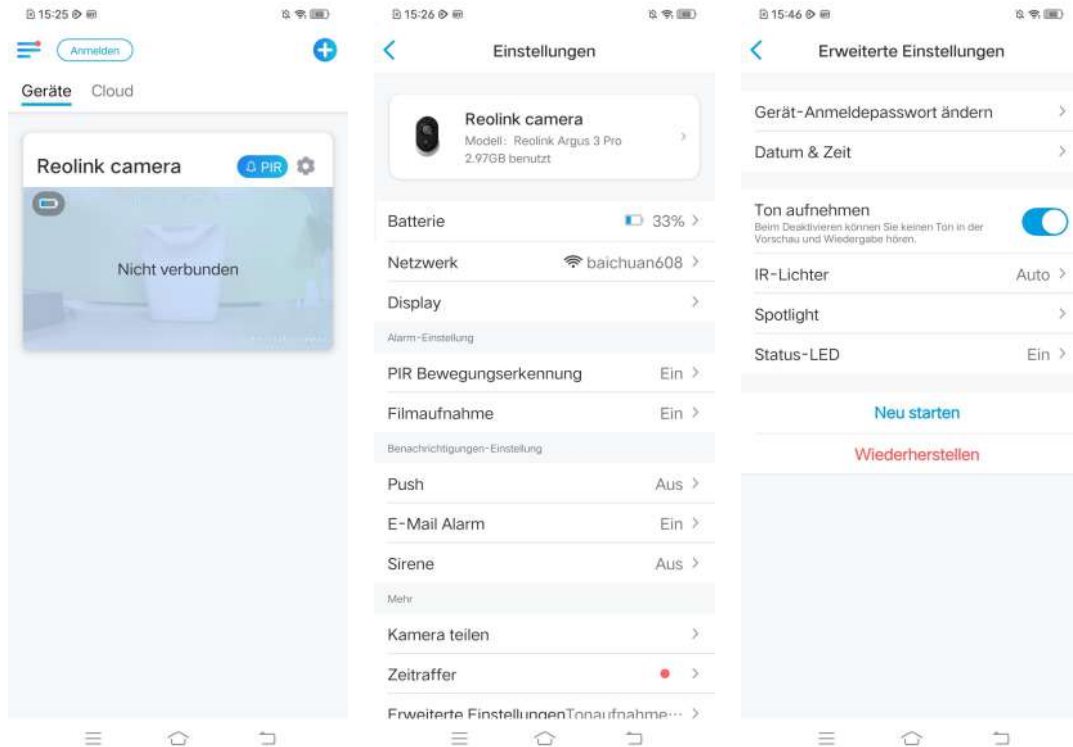 15:25
Anmelden
Geräte Cloud
Reolink camera
PIR
Nicht verbunden
15:26
Einstellungen
Reolink camera
Modell: Reolink Argus 3 Pro
2.97GB benutzt
Batterie 33%
Netzwerk baichuan608
Display
Alarm-Einstellung
PIR Bewegungserkennung Ein
Filmaufnahme Ein
Benachrichtigungen-Einstellung
Push Aus
E-Mail Alarm Ein
Sirene Aus
Mehr
Kamera teilen
Zeitraffer
Erweiterte Einstellungen Tonaufnahme···
15:46
Erweiterte Einstellungen
Gerät-Anmeldepasswort ändern
Datum & Zeit
Ton aufnehmen
Beim Deaktivieren können Sie keinen Ton in der
Vorschau und Wiedergabe hören.
IR-Lichter Auto
Spotlight
Status-LED Ein
Neu starten
Wiederherstellen